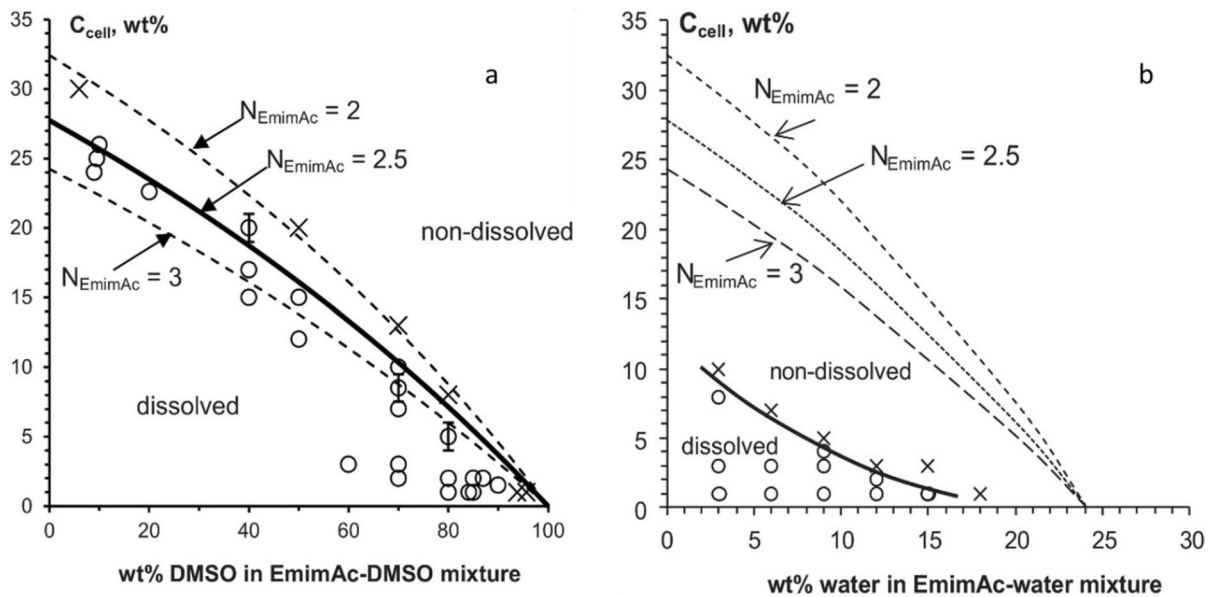 C_cell, wt%
a
35
30
25
20
15
10
5
0
N_EmimAc = 2
N_EmimAc = 2.5
N_EmimAc = 3
non-dissolved
dissolved
0 20 40 60 80 100
wt% DMSO in EmimAc-DMSO mixture
C_cell, wt%
b
35
30
25
20
15
10
5
0
N_EmimAc = 2
N_EmimAc = 2.5
N_EmimAc = 3
non-dissolved
dissolved
0 5 10 15 20 25 30
wt% water in EmimAc-water mixture